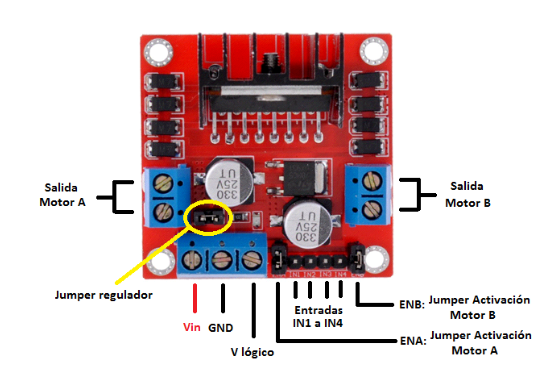 330
25V
UT
330
25V
UT
Salida
Motor A
Salida
Motor B
Jumper regulador
IN1
IN2
IN3
IN4
Vin
GND
V lógico
Entradas
IN1 a IN4
ENB: Jumper Activación
Motor B
ENA: Jumper Activación
Motor A